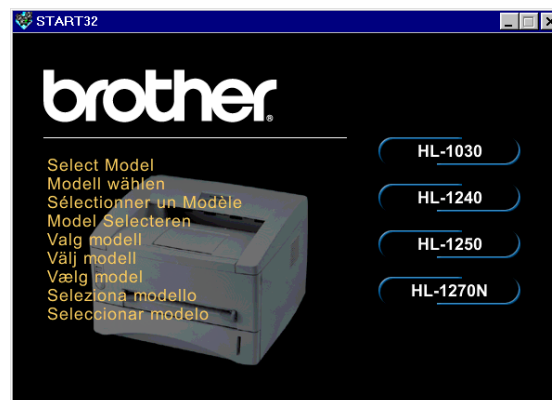 START32
brother®
Select Model
Modell wählen
Sélectionner un Modèle
Model Selecteren
Valg modell
Välj modell
Vælg model
Seleziona modello
Seleccionar modelo
HL-1030
HL-1240
HL-1250
HL-1270N